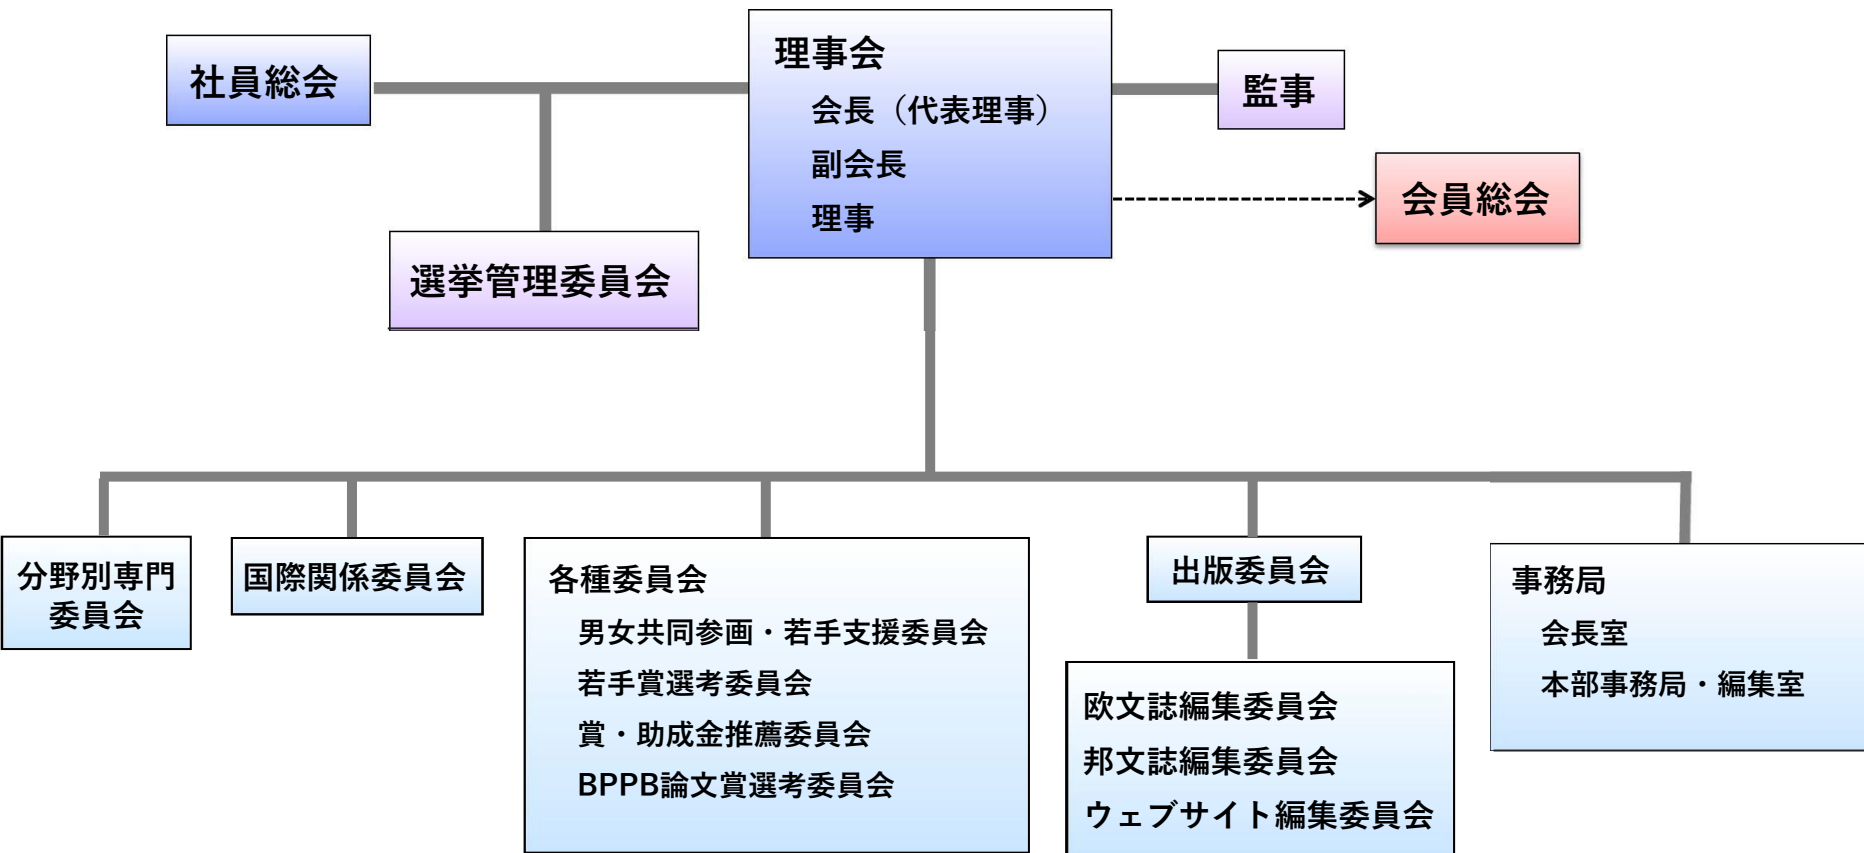 社員総会
理事会
会長（代表理事）
副会長
理事
監事
会員総会
選挙管理委員会
分野別専門
委員会
国際関係委員会
各種委員会
男女共同参画・若手支援委員会
若手賞選考委員会
賞・助成金推薦委員会
BPPB論文賞選考委員会
出版委員会
欧文誌編集委員会
邦文誌編集委員会
ウェブサイト編集委員会
事務局
会長室
本部事務局・編集室